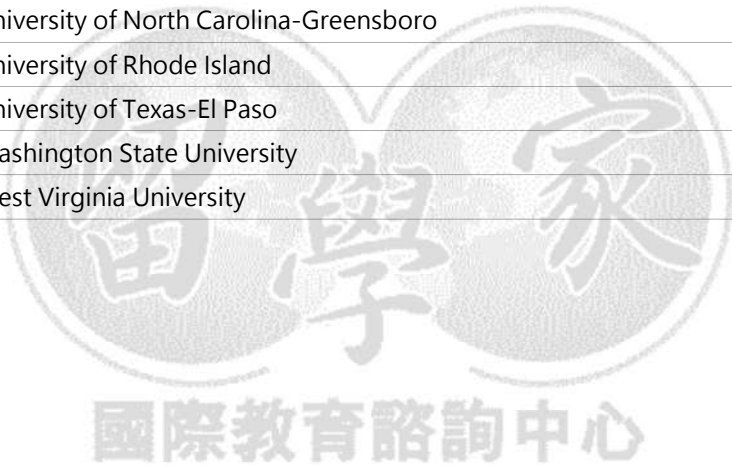 niversity of North Carolina-Greensboro
niversity of Rhode Island
niversity of Texas-El Paso
ashington State University
est Virginia University
留學家
國際教育諮詢中心